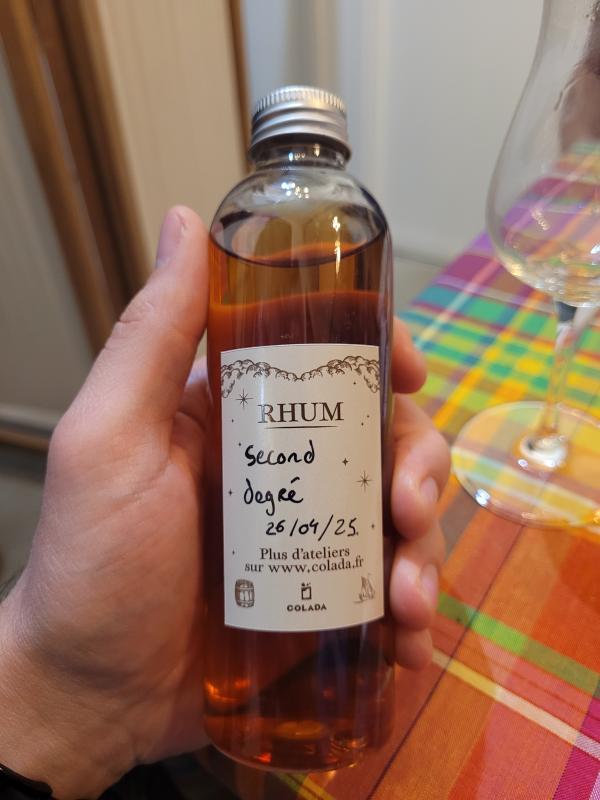 RHUM
Second
degré
26/04/25.
Plus d'ateliers
sur www.colada.fr
COLADA